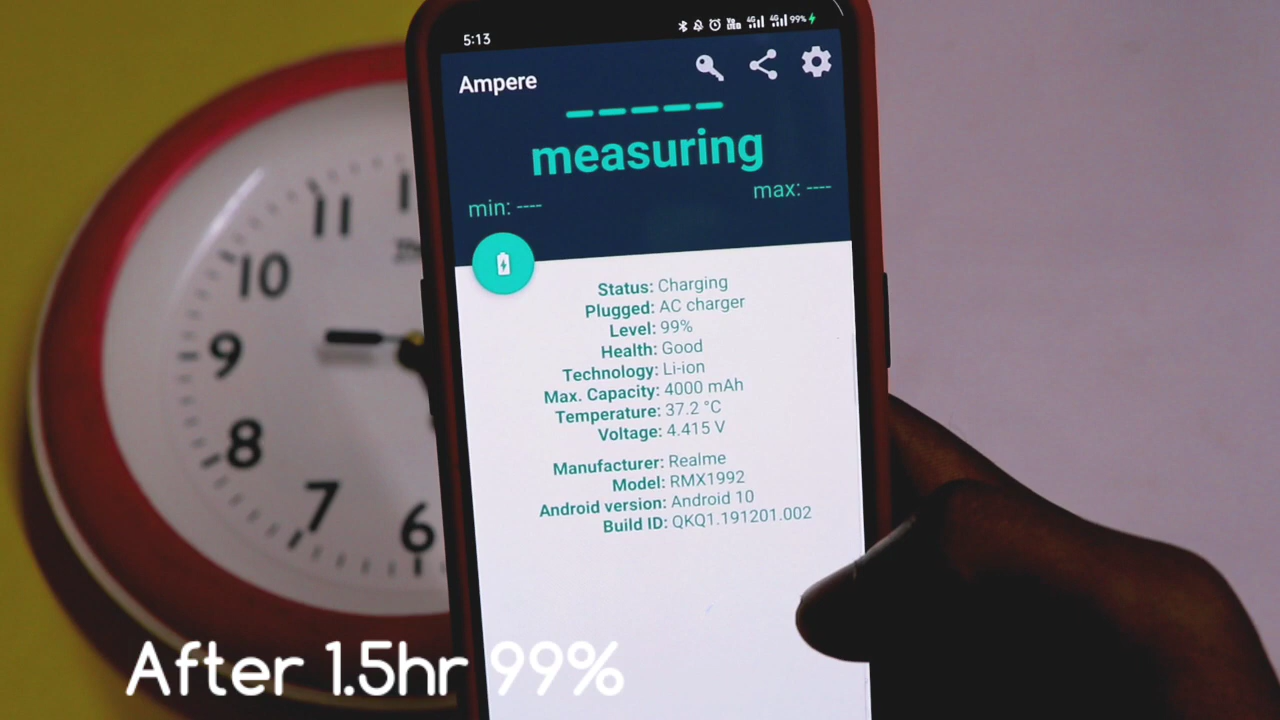 5:13
99%
Ampere
measuring
min: ----
max: ----
Status: Charging
Plugged: AC charger
Level: 99%
Health: Good
Technology: Li-ion
Max. Capacity: 4000 mAh
Temperature: 37.2 °C
Voltage: 4.415 V
Manufacturer: Realme
Model: RMX1992
Android version: Android 10
Build ID: QKQ1.191201.002
11
10
9
8
7
6
After 1.5hr 99%